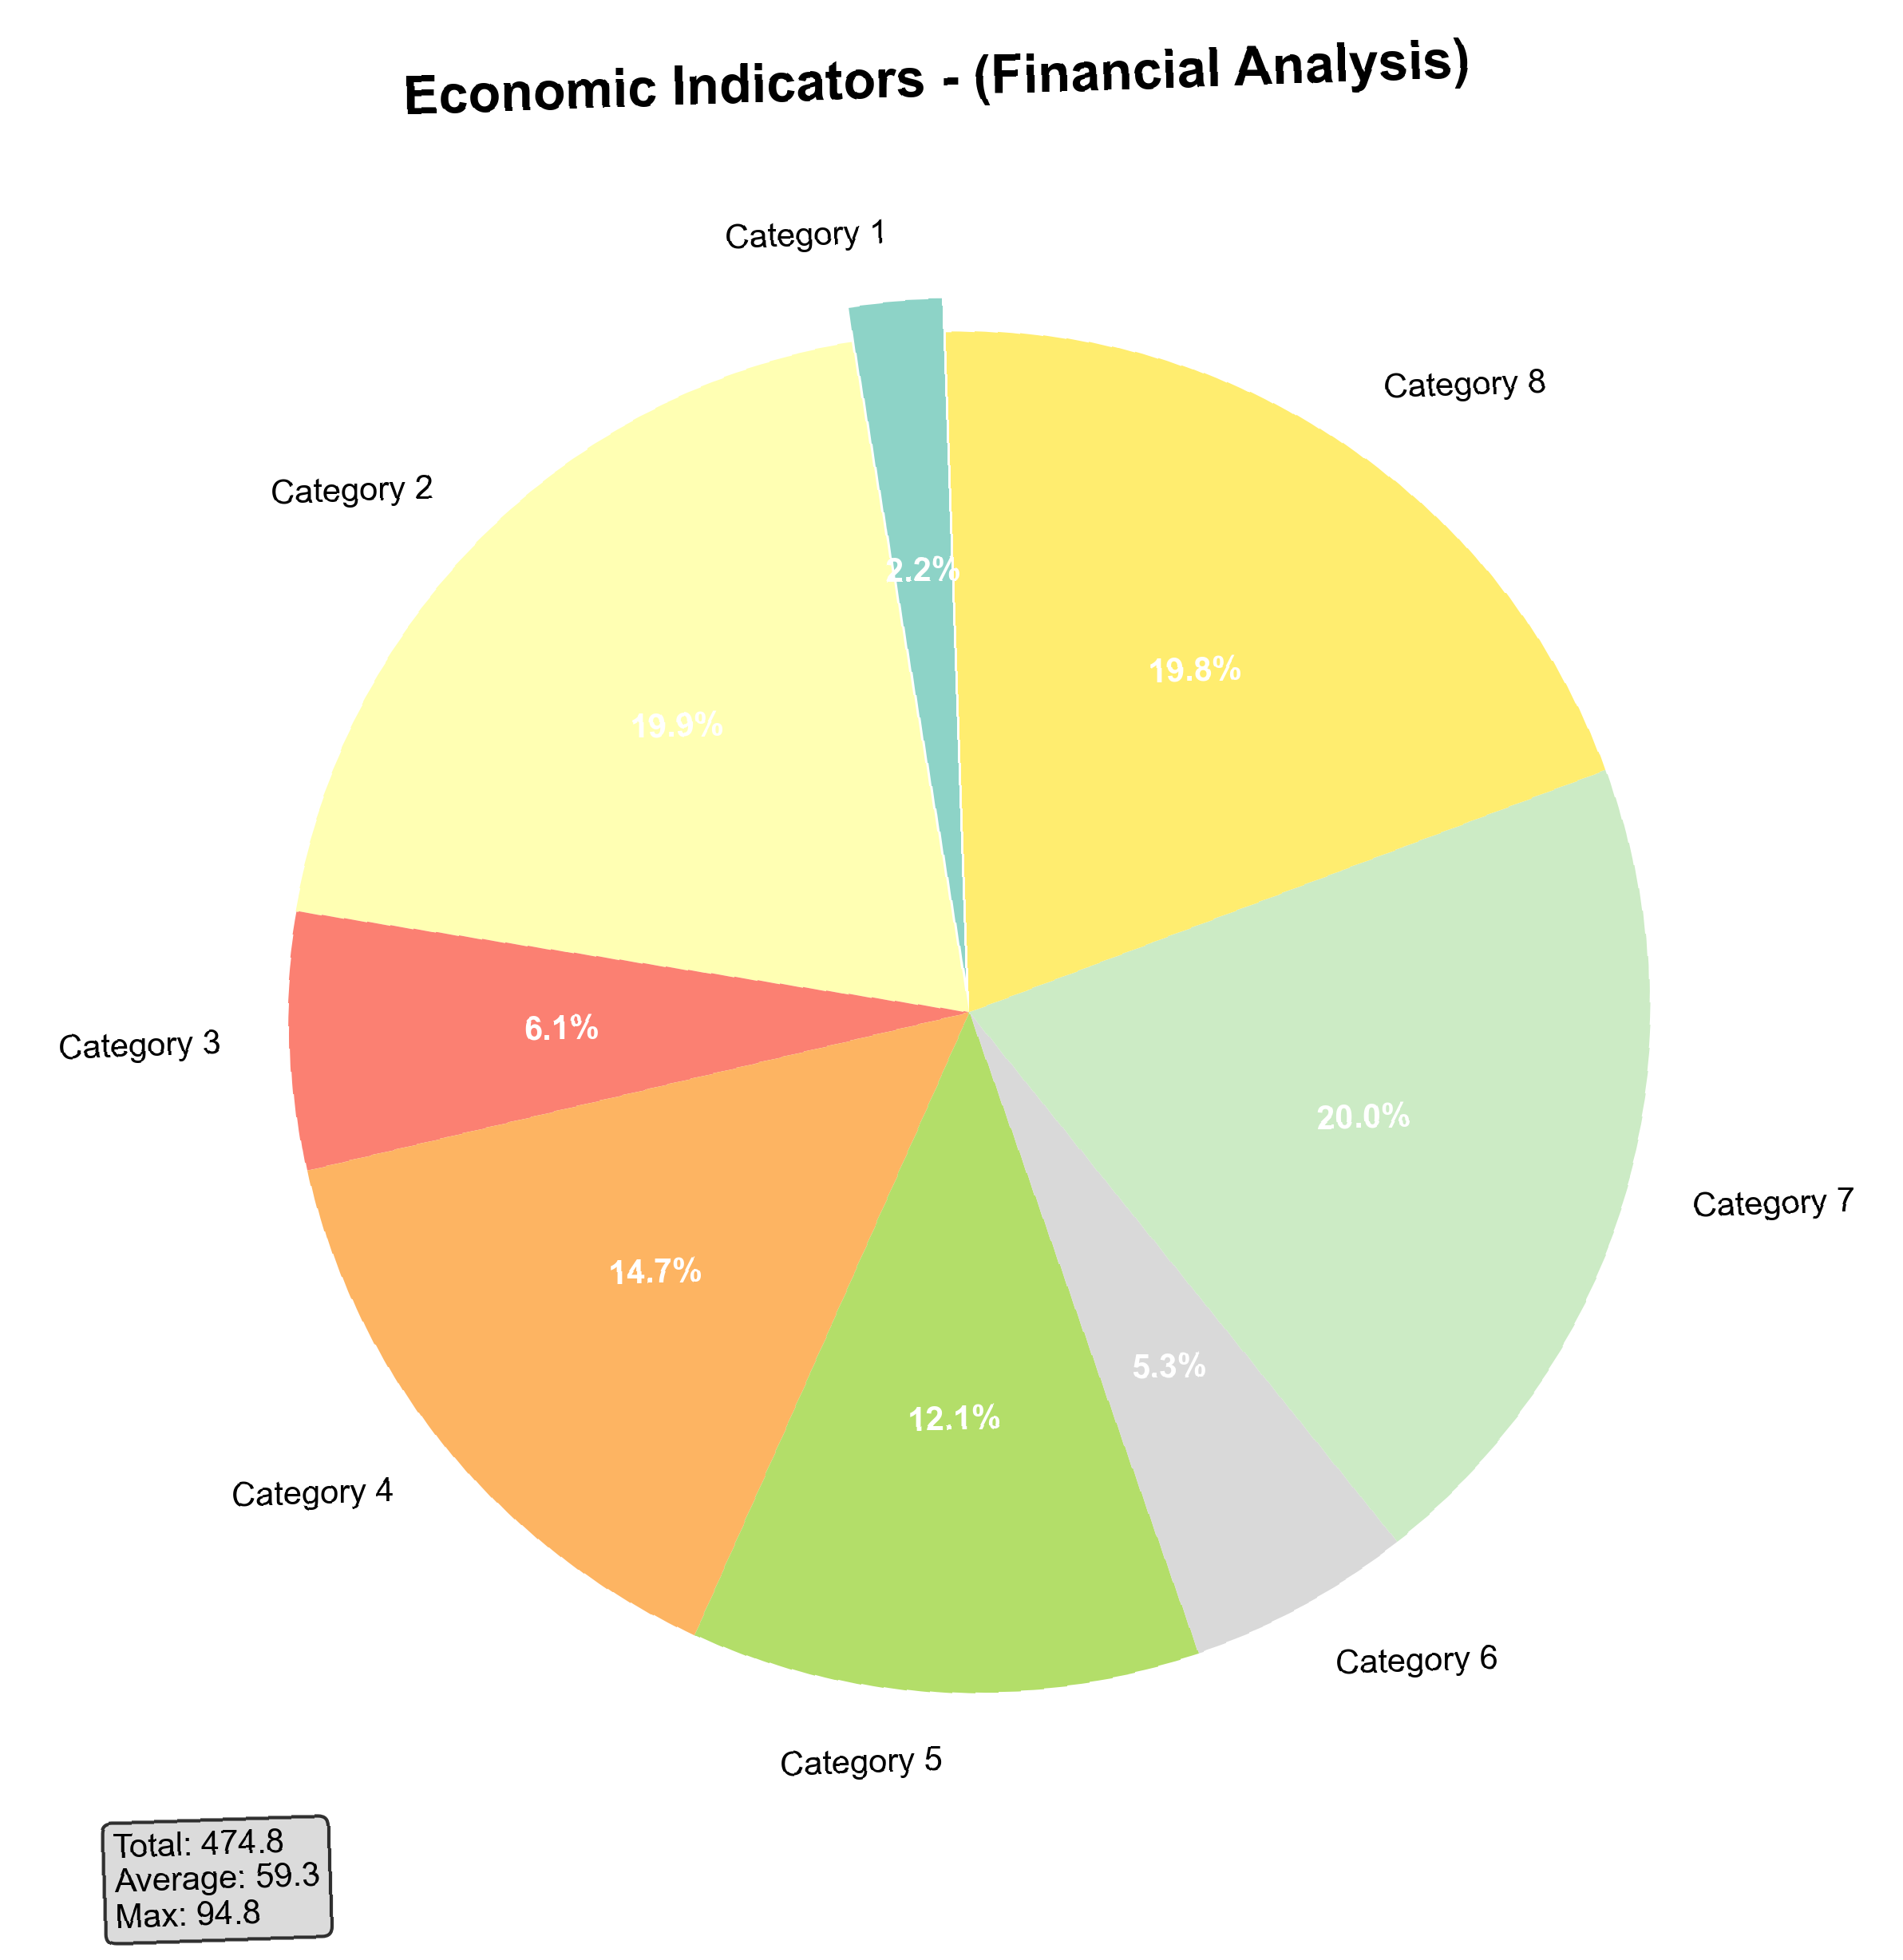 Economic Indicators - (Financial Analysis)
Category 1
Category 8
Category 2
2.2%
19.8%
19.9%
6.1%
Category 3
20.0%
Category 7
14.7%
5.3%
12.1%
Category 4
Category 6
Category 5
Total: 474.8
Average: 59.3
Max: 94.8